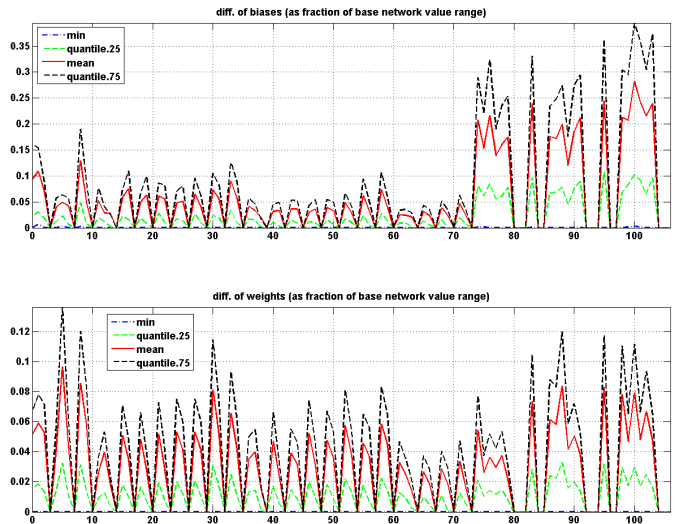 diff. of biases (as fraction of base network value range)
min
quantile.25
mean
quantile.75
0.35
0.3
0.25
0.2
0.15
0.1
0.05
0
0 10 20 30 40 50 60 70 80 90 100
diff. of weights (as fraction of base network value range)
min
quantile.25
mean
quantile.75
0.12
0.1
0.08
0.06
0.04
0.02
0
0 10 20 30 40 50 60 70 80 90 100